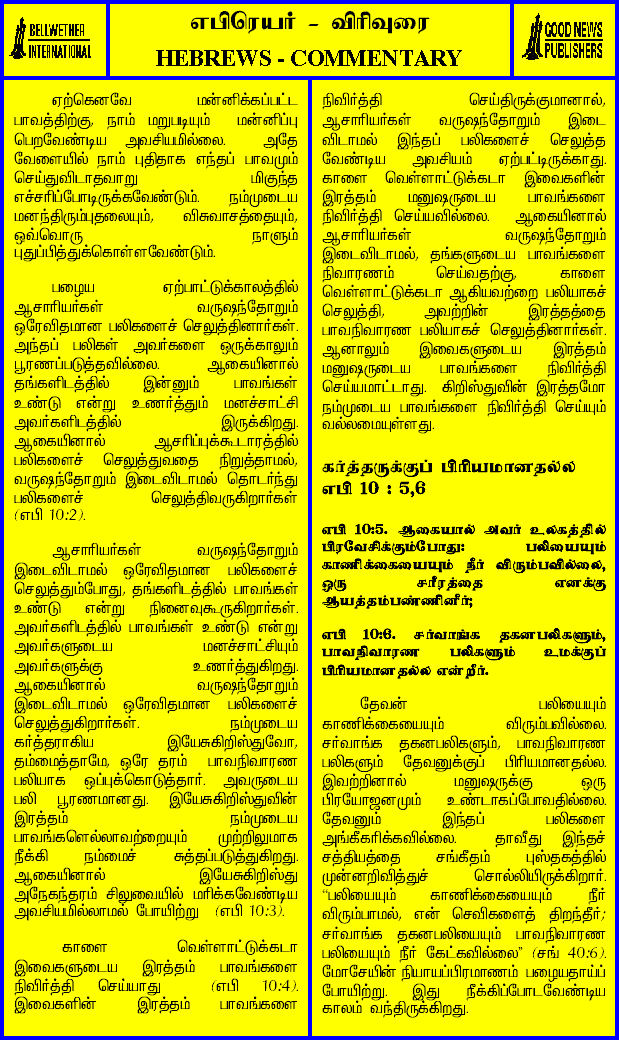 BELLWETHER
INTERNATIONAL
எபிரெயர் - விரிவுரை
HEBREWS - COMMENTARY
GOOD NEWS
PUBLISHERS
ஏற்கெனவே மன்னிக்கப்பட்ட
பாவத்திற்கு, நாம் மறுபடியும் மன்னிப்பு
பெறவேண்டிய அவசியமில்லை. அதே
வேளையில் நாம் புதிதாக எந்தப் பாவமும்
செய்துவிடாதவாறு மிகுந்த
எச்சரிப்போடிருக்கவேண்டும். நம்முடைய
மனந்திரும்புதலையும், விசுவாசத்தையும்,
ஒவ்வொரு நாளும்
புதுப்பித்துக்கொள்ளவேண்டும்.
பழைய ஏற்பாட்டுக்காலத்தில்
ஆசாரியர்கள் வருஷந்தோறும்
ஒரேவிதமான பலிகளைச் செலுத்தினார்கள்.
அந்தப் பலிகள் அவர்களை ஒருக்காலும்
பூரணப்படுத்தவில்லை. ஆகையினால்
தங்களிடத்தில் இன்னும் பாவங்கள்
உண்டு என்று உணர்த்தும் மனச்சாட்சி
அவர்களிடத்தில் இருக்கிறது.
ஆகையினால் ஆசரிப்புக்கூடாரத்தில்
பலிகளைச் செலுத்துவதை நிறுத்தாமல்,
வருஷந்தோறும் இடைவிடாமல் தொடர்ந்து
பலிகளைச் செலுத்திவருகிறார்கள்
(எபி 10:2).
ஆசாரியர்கள் வருஷந்தோறும்
இடைவிடாமல் ஒரேவிதமான பலிகளைச்
செலுத்தும்போது, தங்களிடத்தில் பாவங்கள்
உண்டு என்று நினைவுகூருகிறார்கள்.
அவர்களிடத்தில் பாவங்கள் உண்டு என்று
அவர்களுடைய மனச்சாட்சியும்
அவர்களுக்கு உணர்த்துகிறது.
ஆகையினால் வருஷந்தோறும்
இடைவிடாமல் ஒரேவிதமான பலிகளைச்
செலுத்துகிறார்கள். நம்முடைய
கர்த்தராகிய இயேசுகிறிஸ்துவோ,
தம்மைத்தாமே, ஒரே தரம் பாவநிவாரண
பலியாக ஒப்புக்கொடுத்தார். அவருடைய
பலி பூரணமானது. இயேசுகிறிஸ்துவின்
இரத்தம் நம்முடைய
பாவங்களெல்லாவற்றையும் முற்றிலுமாக
நீக்கி நம்மைச் சுத்தப்படுத்துகிறது.
ஆகையினால் இயேசுகிறிஸ்து
அநேகந்தரம் சிலுவையில் மரிக்கவேண்டிய
அவசியமில்லாமல் போயிற்று (எபி 10:3).
காளை வெள்ளாட்டுக்கடா
இவைகளுடைய இரத்தம் பாவங்களை
நிவிர்த்தி செய்யாது (எபி 10:4).
இவைகளின் இரத்தம் பாவங்களை
நிவிர்த்தி செய்திருக்குமானால்,
ஆசாரியர்கள் வருஷந்தோறும் இடை
விடாமல் இந்தப் பலிகளைச் செலுத்த
வேண்டிய அவசியம் ஏற்பட்டிருக்காது.
காளை வெள்ளாட்டுக்கடா இவைகளின்
இரத்தம் மனுஷருடைய பாவங்களை
நிவிர்த்தி செய்யவில்லை. ஆகையினால்
ஆசாரியர்கள் வருஷந்தோறும்
இடைவிடாமல், தங்களுடைய பாவங்களை
நிவாரணம் செய்வதற்கு, காளை
வெள்ளாட்டுக்கடா ஆகியவற்றை பலியாகச்
செலுத்தி, அவற்றின் இரத்தத்தை
பாவநிவாரண பலியாகச் செலுத்தினார்கள்.
ஆனாலும் இவைகளுடைய இரத்தம்
மனுஷருடைய பாவங்களை நிவிர்த்தி
செய்யமாட்டாது. கிறிஸ்துவின் இரத்தமோ
நம்முடைய பாவங்களை நிவிர்த்தி செய்யும்
வல்லமையுள்ளது.
கர்த்தருக்குப் பிரியமானதல்ல
எபி 10 : 5,6
எபி 10:5. ஆகையால் அவர் உலகத்தில்
பிரவேசிக்கும்போது: பலியையும்
காணிக்கையையும் நீர் விரும்பவில்லை,
ஒரு சரீரத்தை எனக்கு
ஆயத்தம்பண்ணினீர்;
எபி 10:6. சர்வாங்க தகனபலிகளும்,
பாவநிவாரண பலிகளும் உமக்குப்
பிரியமானதல்ல என்றீர்.
தேவன் பலியையும்
காணிக்கையையும் விரும்பவில்லை.
சர்வாங்க தகனபலிகளும், பாவநிவாரண
பலிகளும் தேவனுக்குப் பிரியமானதல்ல.
இவற்றினால் மனுஷருக்கு ஒரு
பிரயோஜனமும் உண்டாகப்போவதில்லை.
தேவனும் இந்தப் பலிகளை
அங்கீகரிக்கவில்லை. தாவீது இந்தச்
சத்தியத்தை சங்கீதம் புஸ்தகத்தில்
முன்னறிவித்துச் சொல்லியிருக்கிறார்.
“பலியையும் காணிக்கையையும் நீர்
விரும்பாமல், என் செவிகளைத் திறந்தீர்;
சர்வாங்க தகனபலியையும் பாவநிவாரண
பலியையும் நீர் கேட்கவில்லை” (சங் 40:6).
மோசேயின் நியாயப்பிரமாணம் பழையதாய்ப்
போயிற்று. இது நீக்கிப்போடவேண்டிய
காலம் வந்திருக்கிறது.